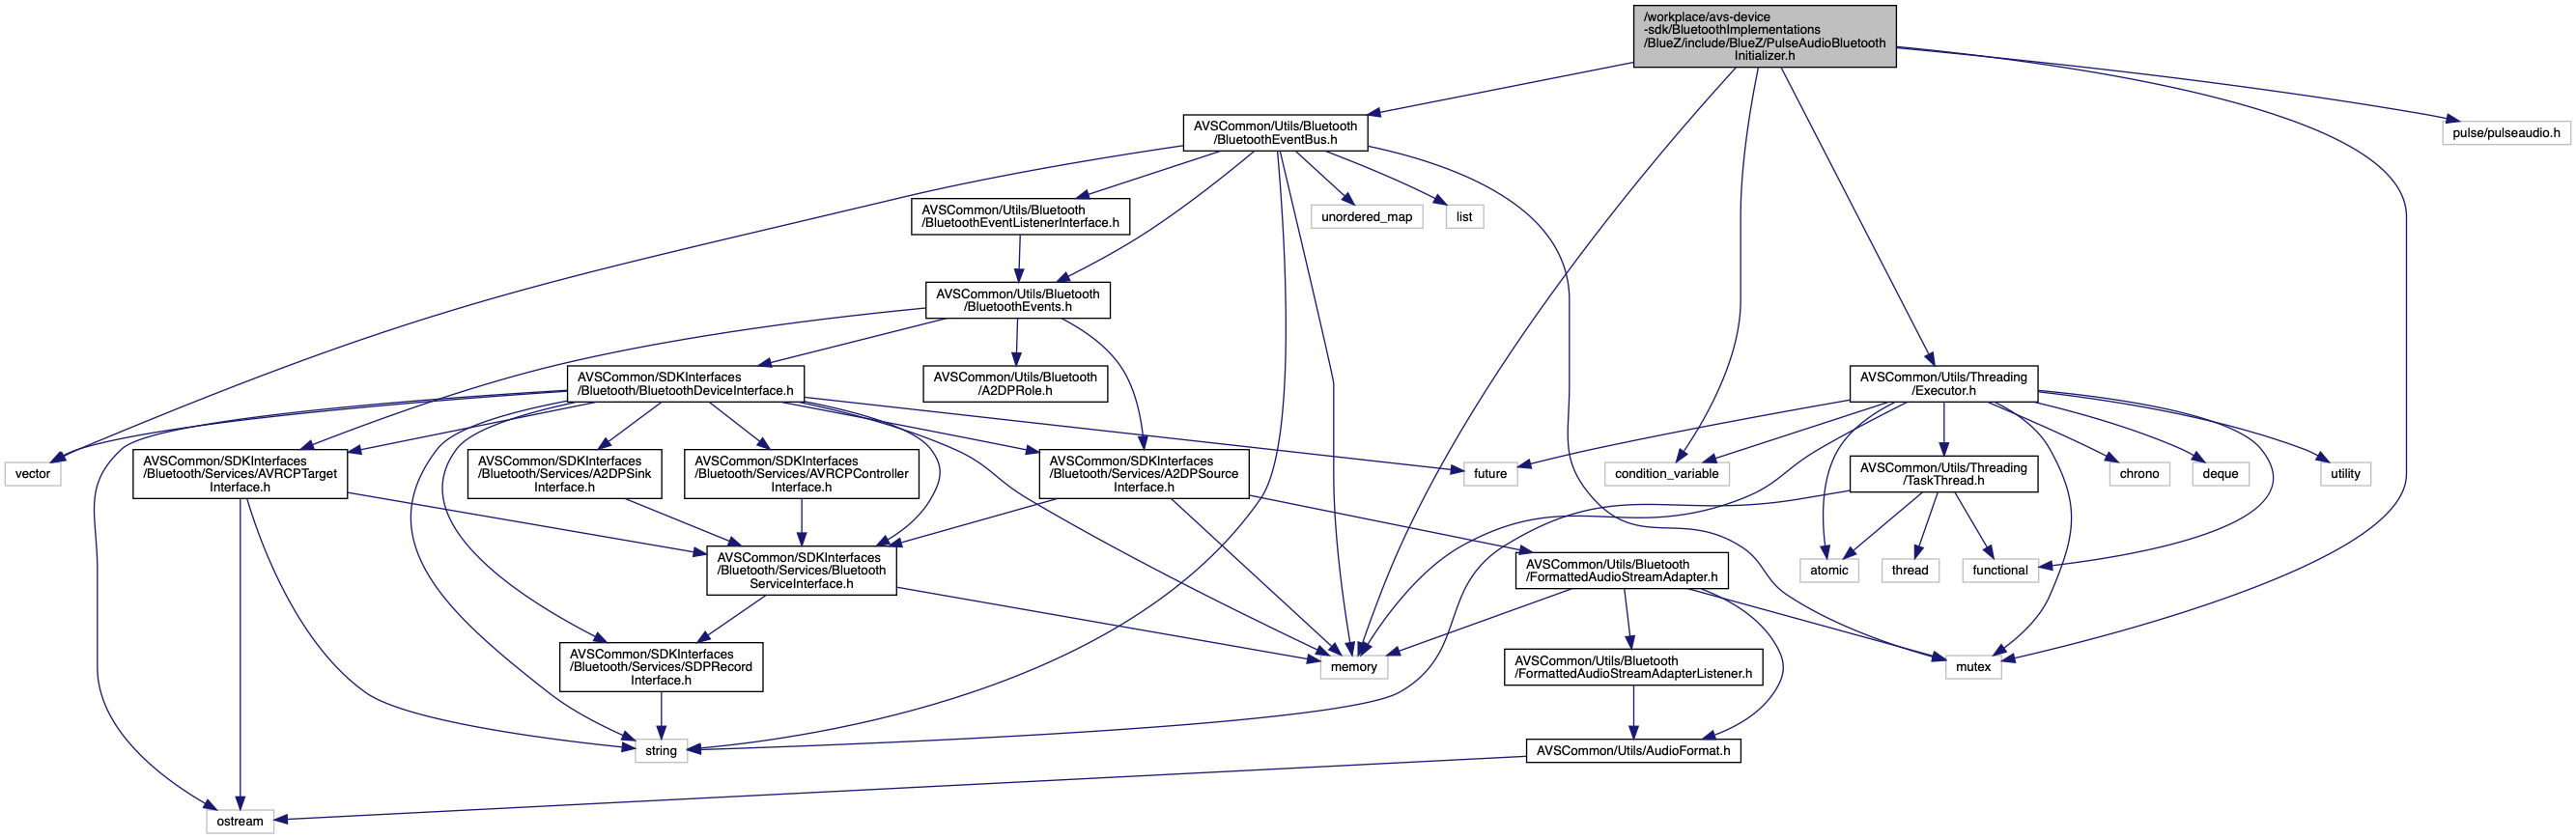 /workplace/avs-device
-sdk/BluetoothImplementations
/BlueZ/include/BlueZ/PulseAudioBluetooth
Initializer.h
AVSCommon/Utils/Bluetooth
/BluetoothEventBus.h
pulse/pulseaudio.h
AVSCommon/Utils/Bluetooth
/BluetoothEventListenerInterface.h
unordered_map
list
AVSCommon/Utils/Bluetooth
/BluetoothEvents.h
AVSCommon/SDKInterfaces
/Bluetooth/BluetoothDeviceInterface.h
AVSCommon/Utils/Bluetooth
/A2DPRole.h
AVSCommon/Utils/Threading
/Executor.h
vector
AVSCommon/SDKInterfaces
/Bluetooth/Services/AVRCPTarget
Interface.h
AVSCommon/SDKInterfaces
/Bluetooth/Services/A2DPSink
Interface.h
AVSCommon/SDKInterfaces
/Bluetooth/Services/AVRCPController
Interface.h
AVSCommon/SDKInterfaces
/Bluetooth/Services/A2DPSource
Interface.h
future
condition_variable
AVSCommon/Utils/Threading
/TaskThread.h
chrono
deque
utility
AVSCommon/SDKInterfaces
/Bluetooth/Services/Bluetooth
ServiceInterface.h
AVSCommon/Utils/Bluetooth
/FormattedAudioStreamAdapter.h
atomic
thread
functional
AVSCommon/SDKInterfaces
/Bluetooth/Services/SDPRecord
Interface.h
memory
AVSCommon/Utils/Bluetooth
/FormattedAudioStreamAdapterListener.h
mutex
string
AVSCommon/Utils/AudioFormat.h
ostream